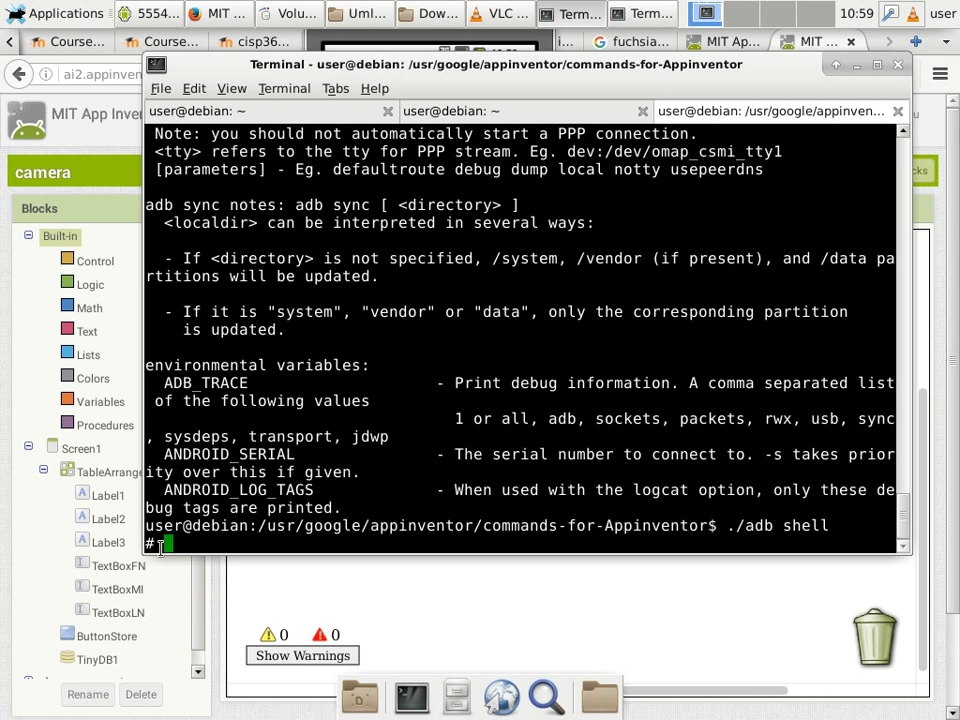 Applications 5554... MIT ... Volu... Uml... Dow... VLC ... Term... Term... 10:59 user
Course... Course... cisp36... i... fuchsia... MIT Ap... MIT ...
ai2.appinven
MIT App Inver
camera
cks
Blocks
Built-in
Control
Logic
Math
Text
Lists
Colors
Variables
Procedures
Screen1
TableArrang
Label1
Label2
Label3
TextBoxFN
TextBoxMI
TextBoxLN
ButtonStore
TinyDB1
Rename Delete
Terminal - user@debian: /usr/google/appinventor/commands-for-Appinventor
File Edit View Terminal Tabs Help
user@debian: ~ user@debian: ~ user@debian: /usr/google/appinven...
Note: you should not automatically start a PPP connection.
<tty> refers to the tty for PPP stream. Eg. dev:/dev/omap_csmi_tty1
[parameters] - Eg. defaultroute debug dump local notty usepeerdns
adb sync notes: adb sync [ <directory> ]
<localdir> can be interpreted in several ways:
- If <directory> is not specified, /system, /vendor (if present), and /data pa
rtitions will be updated.
- If it is "system", "vendor" or "data", only the corresponding partition
is updated.
environmental variables:
ADB_TRACE - Print debug information. A comma separated list
of the following values
1 or all, adb, sockets, packets, rwx, usb, sync
, sysdeps, transport, jdwp
ANDROID_SERIAL - The serial number to connect to. -s takes prior
ity over this if given.
ANDROID_LOG_TAGS - When used with the logcat option, only these de
bug tags are printed.
user@debian:/usr/google/appinventor/commands-for-Appinventor$ ./adb shell
#
0 0
Show Warnings